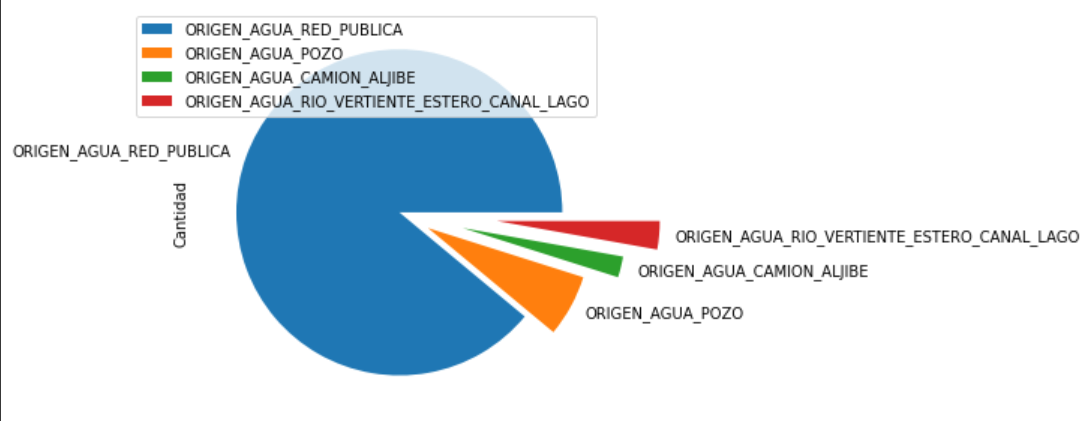 ORIGEN_AGUA_RED_PUBLICA
ORIGEN_AGUA_POZO
ORIGEN_AGUA_CAMION_ALJIBE
ORIGEN_AGUA_RIO_VERTIENTE_ESTERO_CANAL_LAGO
ORIGEN_AGUA_RED_PUBLICA
Cantidad
ORIGEN_AGUA_RIO_VERTIENTE_ESTERO_CANAL_LAGO
ORIGEN_AGUA_CAMION_ALJIBE
ORIGEN_AGUA_POZO